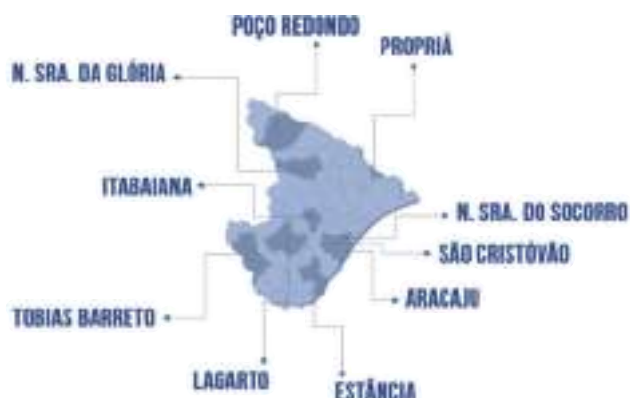 POÇO REDONDO
PROPRIÁ
N. SRA. DA GLÓRIA
ITABAIANA
N. SRA. DO SOCORRO
SÃO CRISTÓVÃO
ARACAJU
TOBIAS BARRETO
LAGARTO
ESTÂNCIA